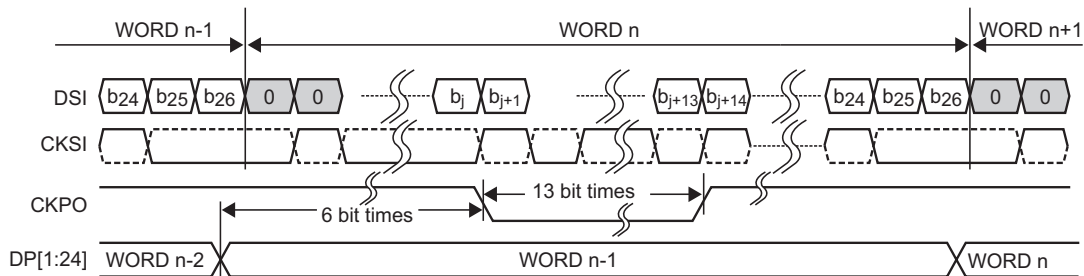 WORD n-1 WORD n WORD n+1
DSI b24 b25 b26 0 0 bj bj+1 bj+13 bj+14 b24 b25 b26 0 0
CKSI
CKPO 6 bit times 13 bit times
DP[1:24] WORD n-2 WORD n-1 WORD n